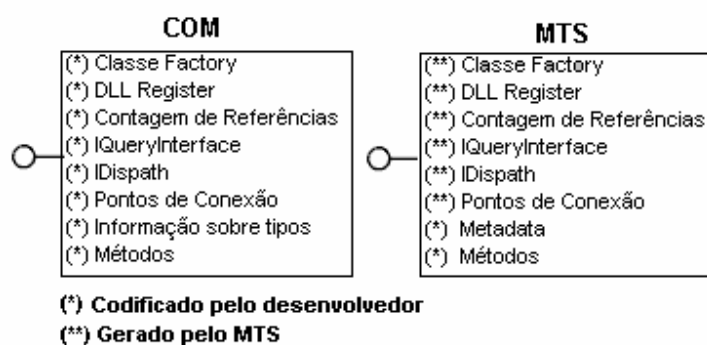 COM
(*) Classe Factory
(*) DLL Register
(*) Contagem de Referências
(*) IQueryInterface
(*) IDispath
(*) Pontos de Conexão
(*) Informação sobre tipos
(*) Métodos
MTS
(**) Classe Factory
(**) DLL Register
(**) Contagem de Referências
(**) IQueryInterface
(**) IDispath
(**) Pontos de Conexão
(*) Metadata
(*) Métodos
(*) Codificado pelo desenvolvedor
(**) Gerado pelo MTS